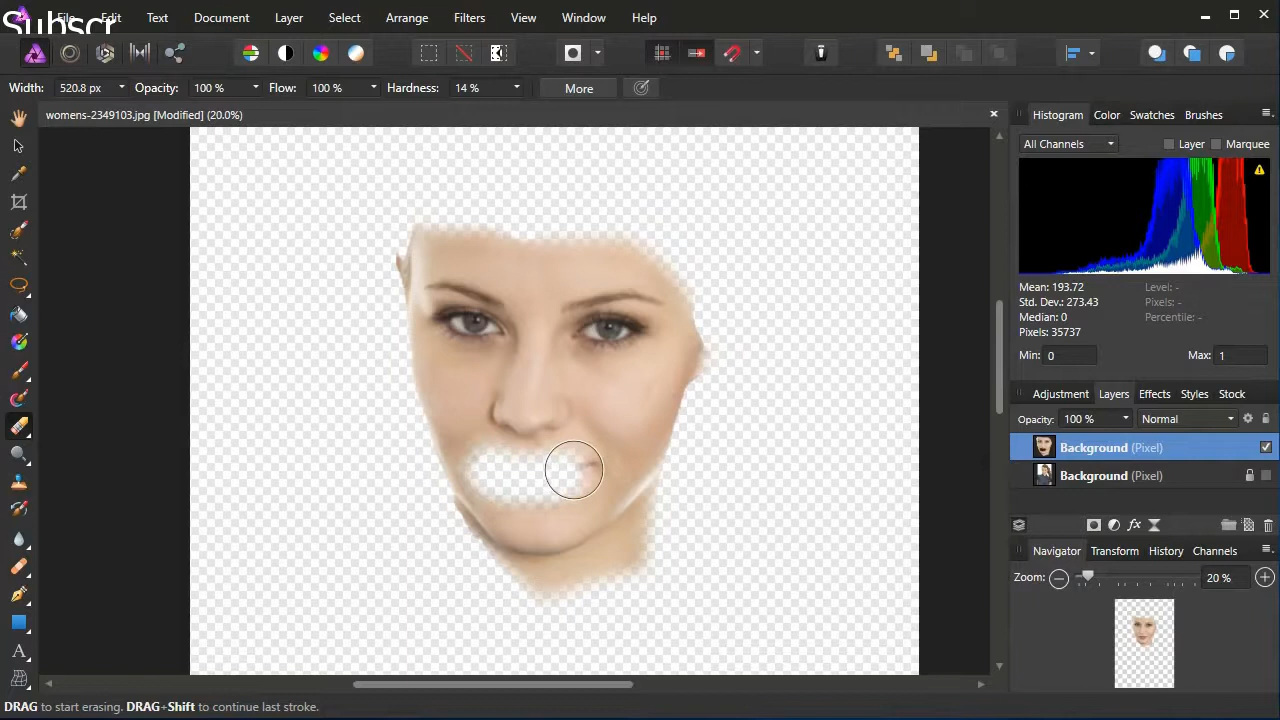 Subscr
File Edit Text Document Layer Select Arrange Filters View Window Help
Width: 520.8 px Opacity: 100 % Flow: 100 % Hardness: 14 % More
womens-2349103.jpg [Modified] (20.0%)
Histogram Color Swatches Brushes
All Channels Layer Marquee
Mean: 193.72 Level: -
Std. Dev.: 273.43 Pixels: -
Median: 0 Percentile: -
Pixels: 35737
Min: 0 Max: 1
Adjustment Layers Effects Styles Stock
Opacity: 100 % Normal
Background (Pixel)
Background (Pixel)
Navigator Transform History Channels
Zoom: 20 %
DRAG to start erasing. DRAG+Shift to continue last stroke.